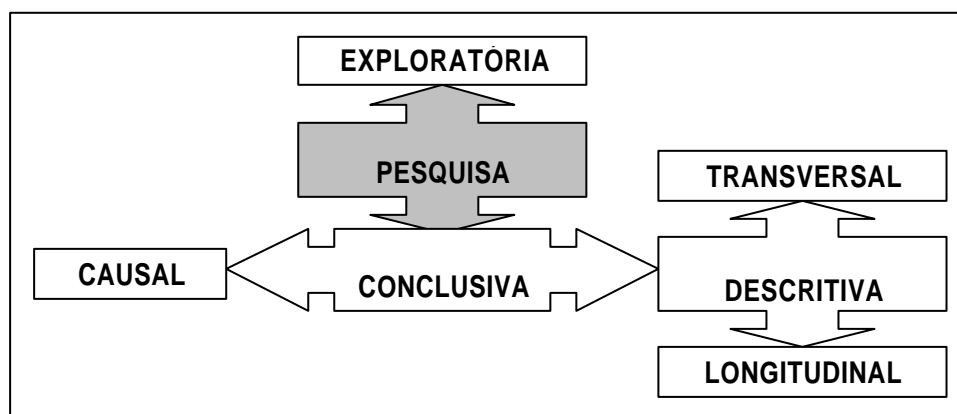 EXPLORATÓRIA
PESQUISA
TRANSVERSAL
CAUSAL
CONCLUSIVA
DESCRITIVA
LONGITUDINAL